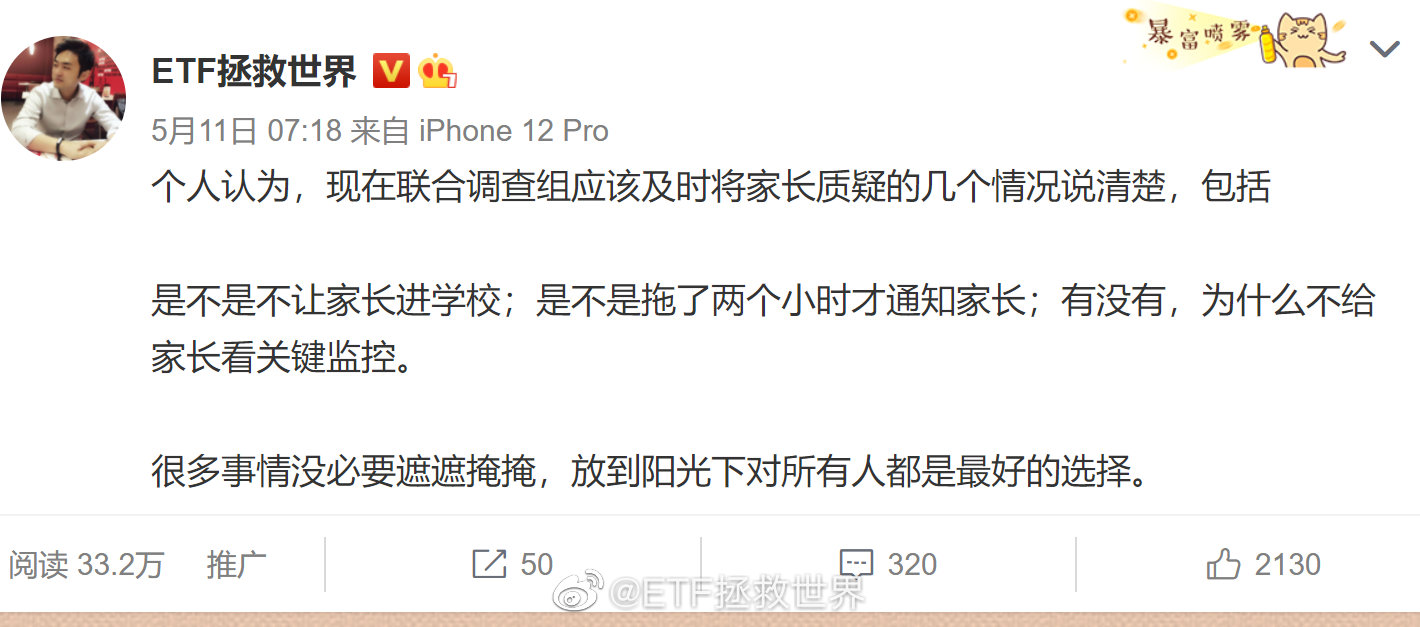 暴富喷雾
ETF拯救世界
5月11日 07:18 来自 iPhone 12 Pro
个人认为，现在联合调查组应该及时将家长质疑的几个情况说清楚，包括
是不是不让家长进学校；是不是拖了两个小时才通知家长；有没有，为什么不给
家长看关键监控。
很多事情没必要遮遮掩掩，放到阳光下对所有人都是最好的选择。
阅读 33.2万 推广 50 320 2130
@ETF拯救世界